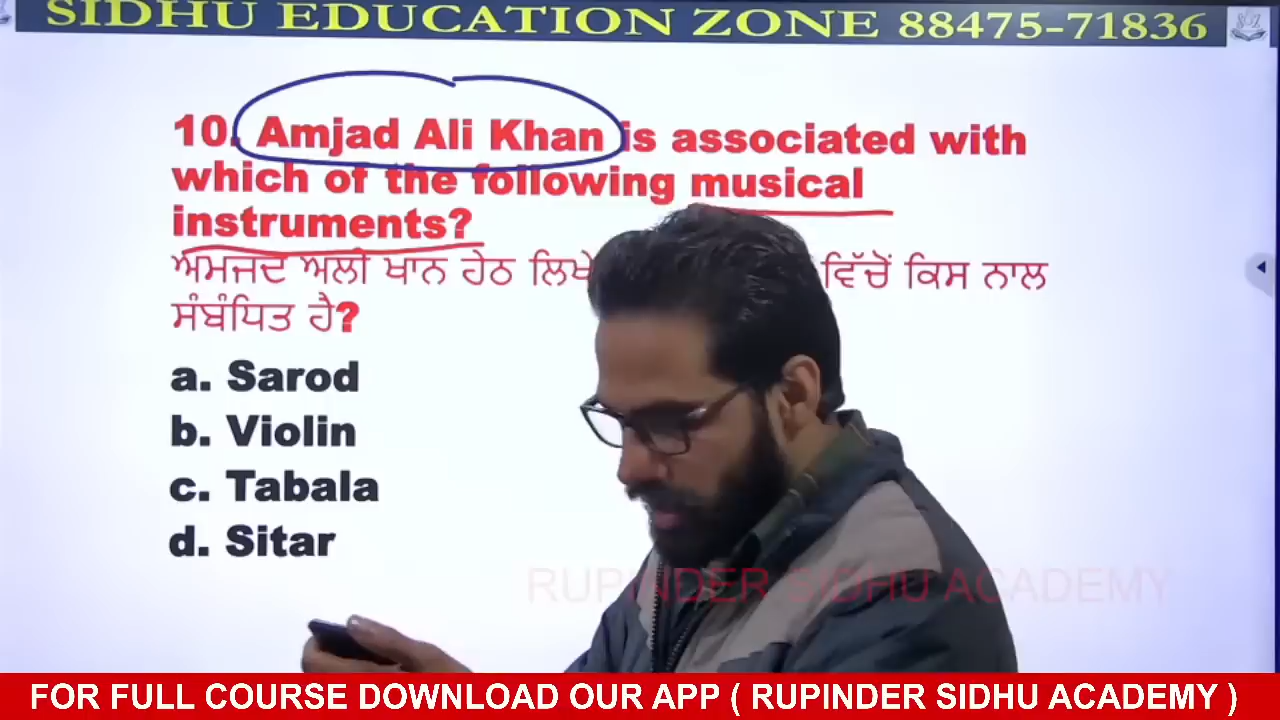 SIDHU EDUCATION ZONE 88475-71836
10. Amjad Ali Khan is associated with
which of the following musical
instruments?
ਅਮਜਦ ਅਲੀ ਖਾਨ ਹੇਠ ਲਿਖੇ ਵਿੱਚੋਂ ਕਿਸ ਨਾਲ
ਸੰਬੰਧਿਤ ਹੈ?
a. Sarod
b. Violin
c. Tabala
d. Sitar
RUPINDER SIDHU ACADEMY
FOR FULL COURSE DOWNLOAD OUR APP ( RUPINDER SIDHU ACADEMY )